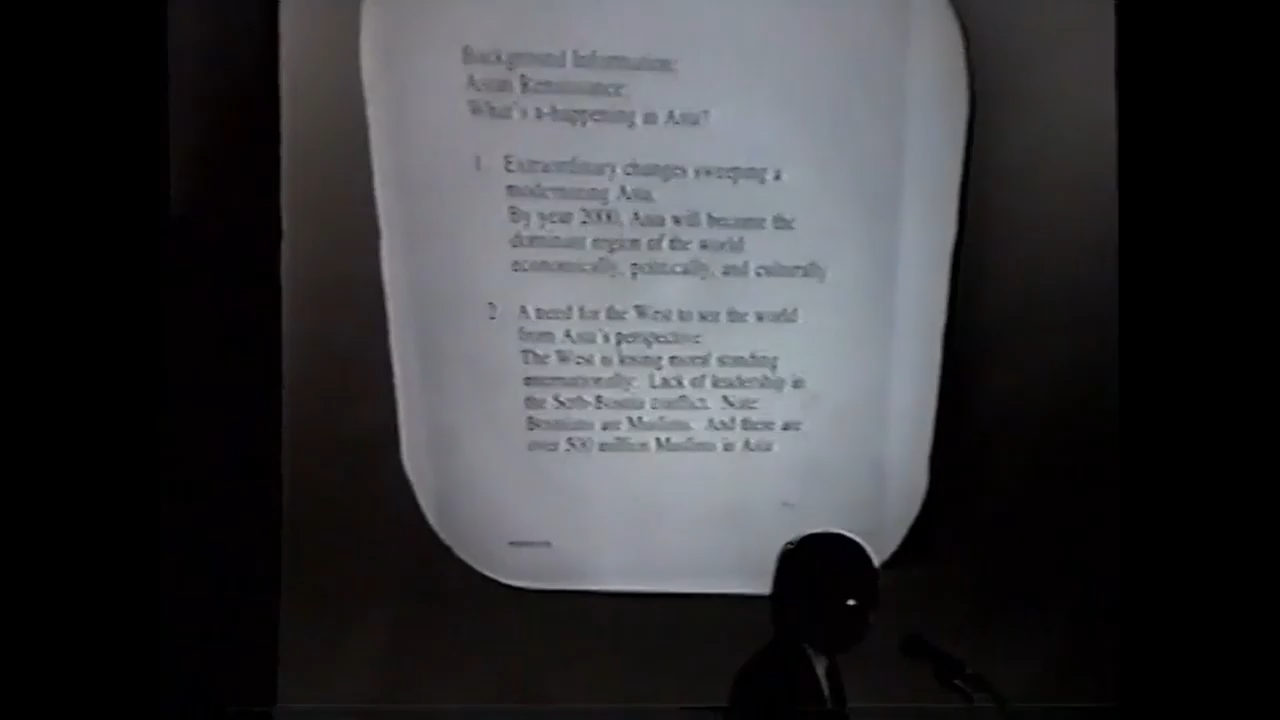 Background Information:
Asian Renaissance:
What's a-happening in Asia?
1. Extraordinary changes sweeping a
modernizing Asia.
By year 2000, Asia will become the
dominant region of the world
economically, politically, and culturally
2. A need for the West to see the world
from Asia's perspective
The West is losing moral standing
internationally. Lack of leadership in
the Serb-Bosnia conflict. Note
Bosnians are Muslims. And there are
over 500 million Muslims in Asia